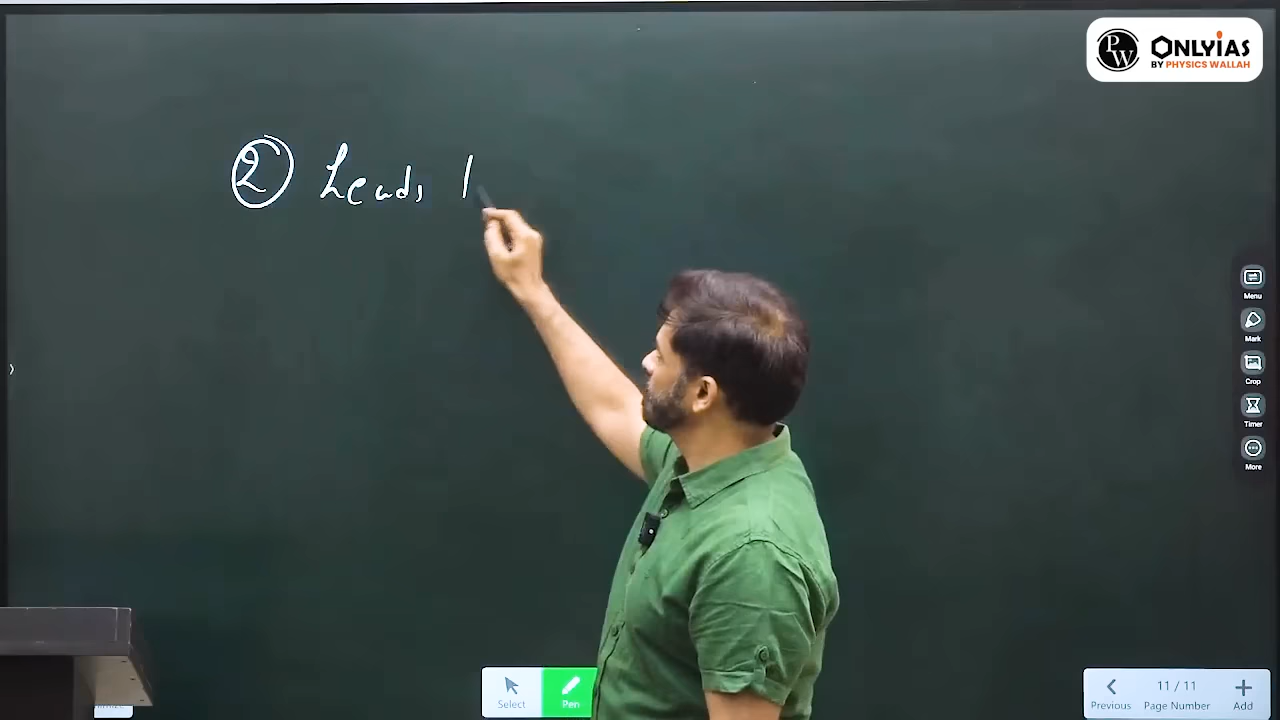 PW ONLYIAS
BY PHYSICS WALLAH
② Leads
Menu
Mark
Crop
Timer
More
Select
Pen
11 / 11
Previous
Page Number
Add